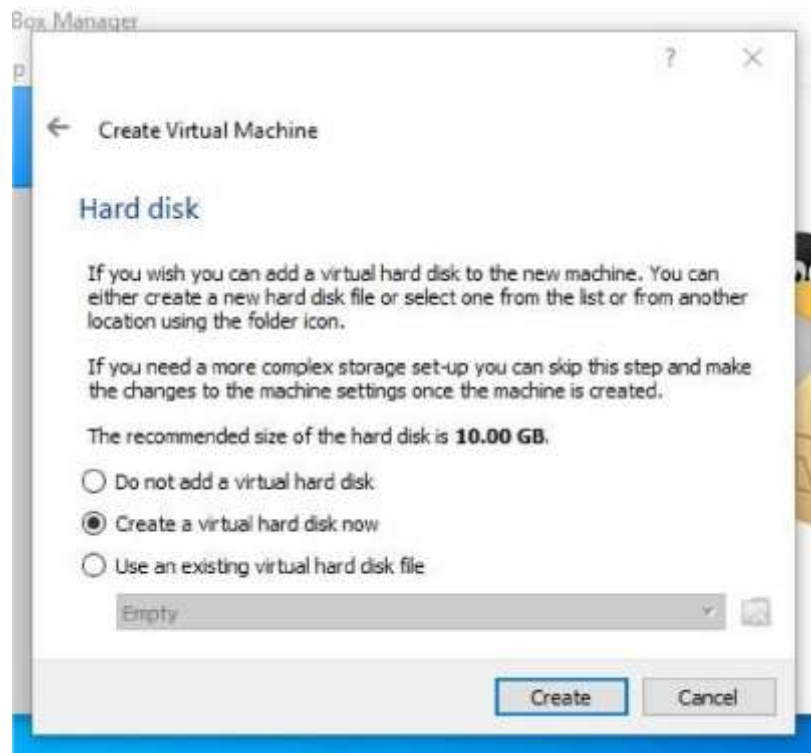 Box Manager
p
?
Create Virtual Machine
Hard disk
If you wish you can add a virtual hard disk to the new machine. You can
either create a new hard disk file or select one from the list or from another
location using the folder icon.
If you need a more complex storage set-up you can skip this step and make
the changes to the machine settings once the machine is created.
The recommended size of the hard disk is 10.00 GB.
Do not add a virtual hard disk
Create a virtual hard disk now
Use an existing virtual hard disk file
Empty
Create Cancel